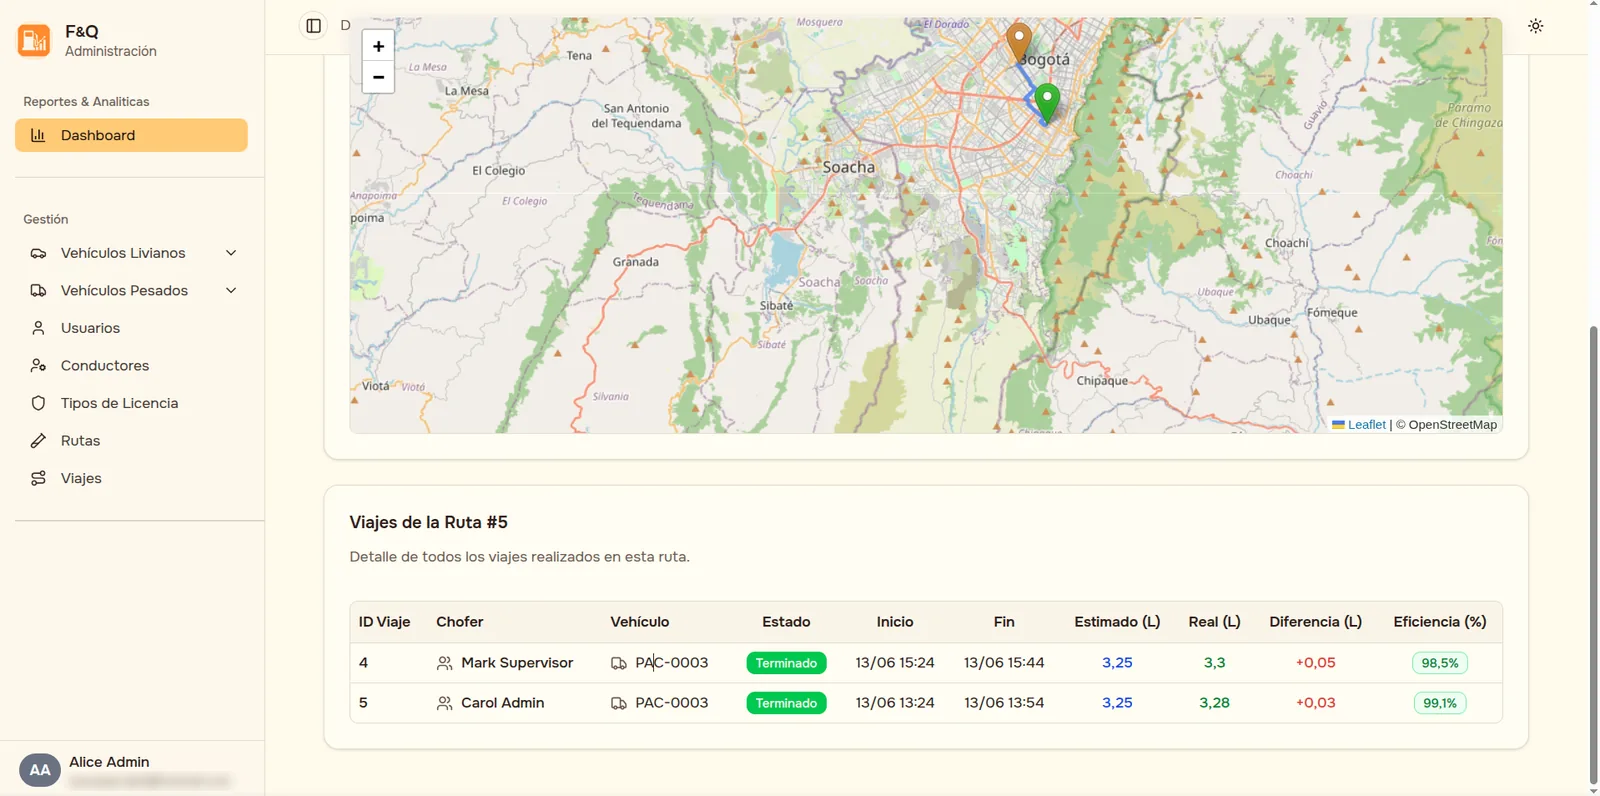 F&Q
Administración
Reportes & Analiticas
Dashboard
Gestión
Vehículos Livianos
Vehículos Pesados
Usuarios
Conductores
Tipos de Licencia
Rutas
Viajes
AA
Alice Admin
D
+
−
Mosquera
El Dorado
Bogotá
Tena
La Mesa
La Mesa
San Antonio
del Tequendama
Guavio
Paramo
de Chingaza
Soacha
El Colegio
El Colegio
Anapoima
poima
Tequendama
Choachí
Choachí
Granada
Soacha
Soacha
Sibaté
Sibaté
Ubaque
Ubaque
Fómeque
Viotá
Viotá
Silvania
Chipaque
Leaflet | © OpenStreetMap
Viajes de la Ruta #5
Detalle de todos los viajes realizados en esta ruta.
ID Viaje Chofer Vehículo Estado Inicio Fin Estimado (L) Real (L) Diferencia (L) Eficiencia (%)
4 Mark Supervisor PAC-0003 Terminado 13/06 15:24 13/06 15:44 3,25 3,3 +0,05 98,5%
5 Carol Admin PAC-0003 Terminado 13/06 13:24 13/06 13:54 3,25 3,28 +0,03 99,1%